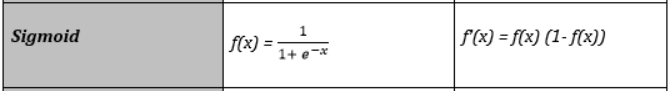 Sigmoid
f(x) = 1 / 1+ e^−x
f'(x) = f(x) (1- f(x))